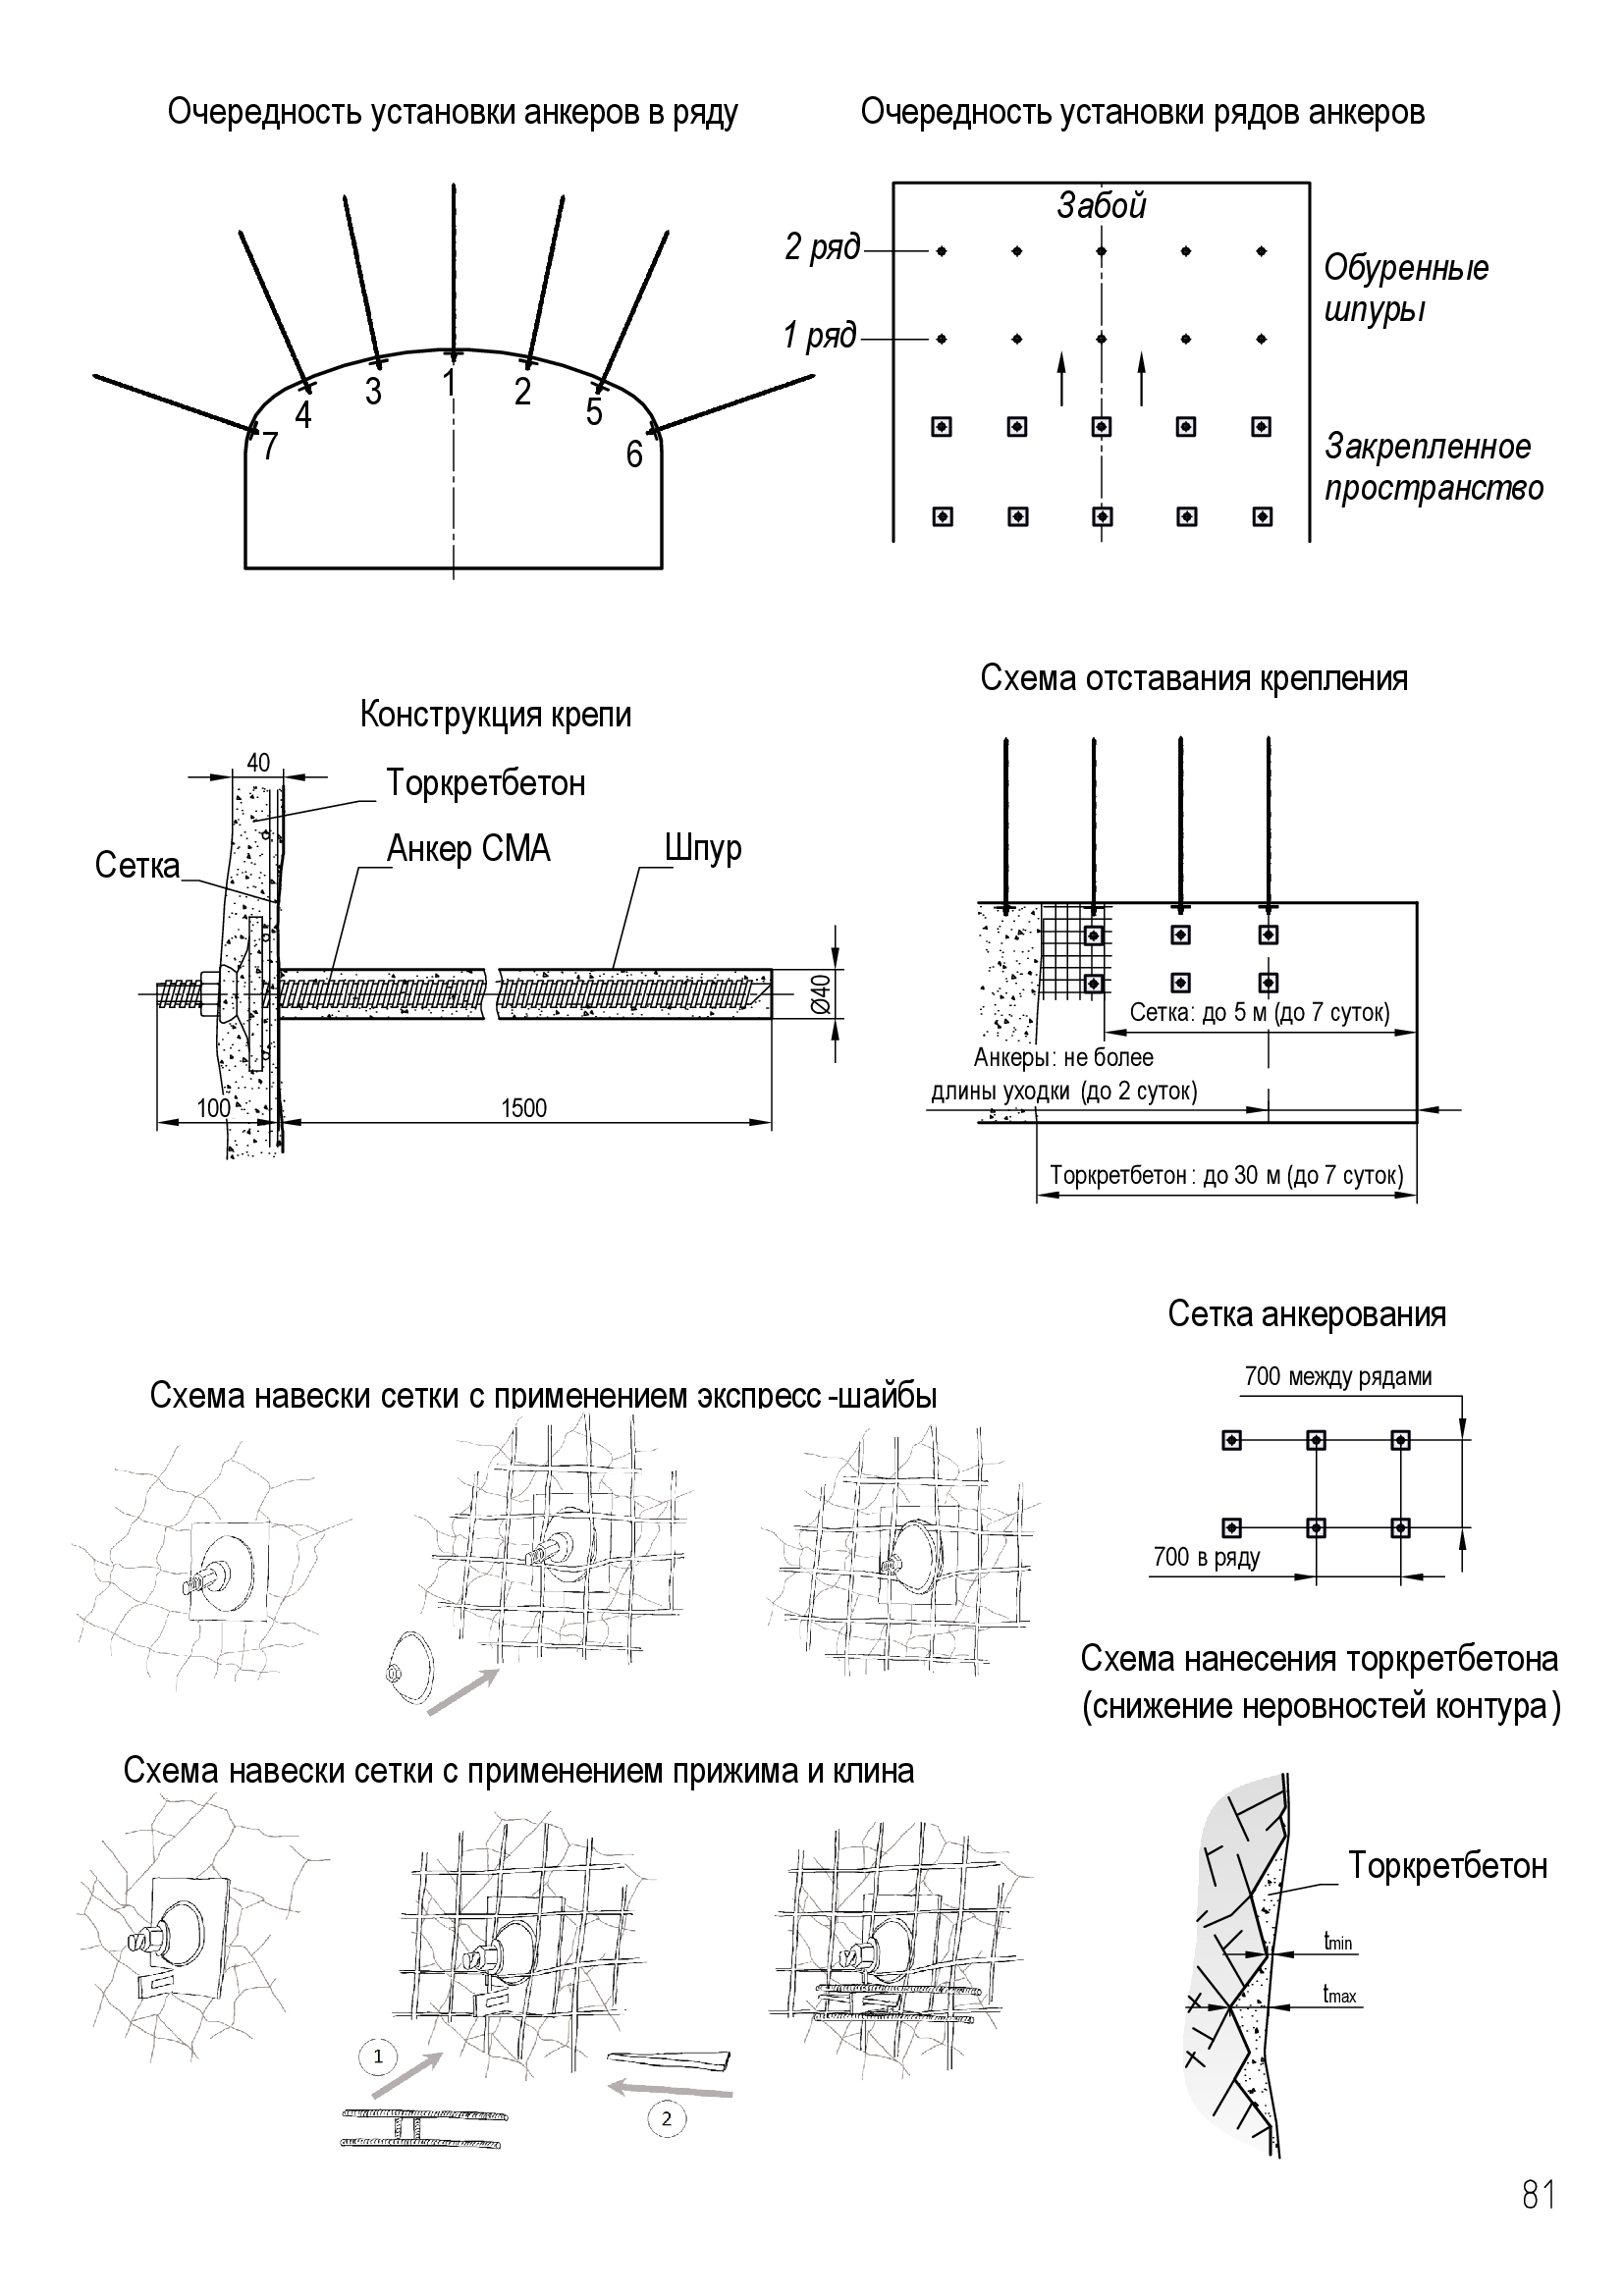 Очередность установки анкеров в ряду
1
2
3
4
5
6
7
Очередность установки рядов анкеров
Забой
2 ряд
1 ряд
Обуренные
шпуры
Закрепленное
пространство
Конструкция крепи
40
Торкретбетон
Сетка
Анкер СМА
Шпур
Ø40
100
1500
Схема отставания крепления
Сетка: до 5 м (до 7 суток)
Анкеры: не более
длины уходки (до 2 суток)
Торкретбетон: до 30 м (до 7 суток)
Сетка анкерования
700 между рядами
700 в ряду
Схема навески сетки с применением экспресс-шайбы
Схема навески сетки с применением прижима и клина
1
2
Схема нанесения торкретбетона
(снижение неровностей контура)
Торкретбетон
tmin
tmax
81